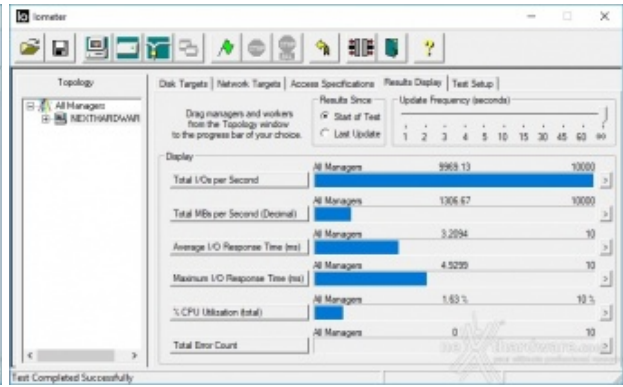 Iometer
Topology
All Managers
NEXTHARDWAR
Disk Targets
Network Targets
Access Specifications
Results Display
Test Setup
Drag managers and workers
from the Topology window
to the progress bar of your choice.
Results Since
Start of Test
Last Update
Update Frequency (seconds)
1 2 3 4 5 10 15 30 45 60 ∞
Display
Total I/Os per Second
All Managers 9969.13 10000
Total MBs per Second (Decimal)
All Managers 1306.67 10000
Average I/O Response Time (ms)
All Managers 3.2094 10
Maximum I/O Response Time (ms)
All Managers 4.5299 10
% CPU Utilization (total)
All Managers 1.63 % 10 %
Total Error Count
All Managers 0 10
Test Completed Successfully